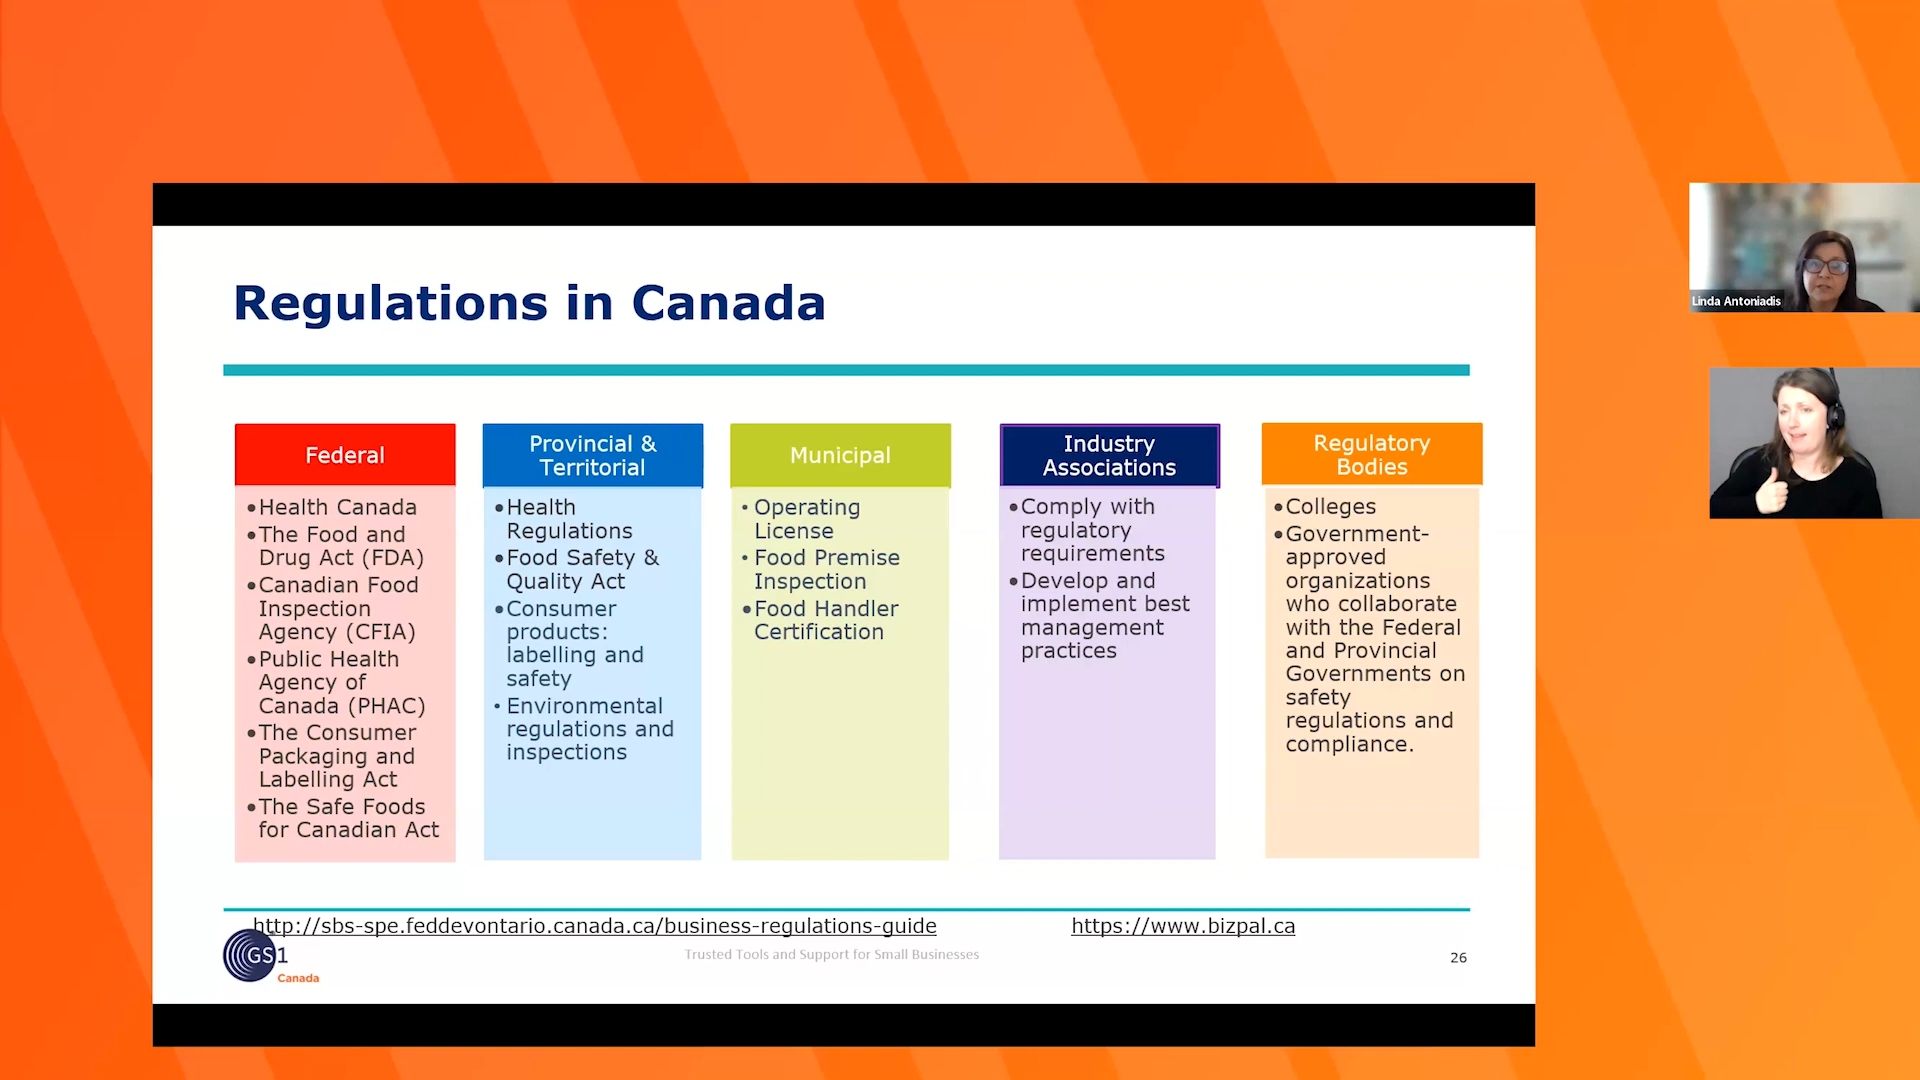 Regulations in Canada
Federal
•Health Canada
•The Food and
Drug Act (FDA)
•Canadian Food
Inspection
Agency (CFIA)
•Public Health
Agency of
Canada (PHAC)
•The Consumer
Packaging and
Labelling Act
•The Safe Foods
for Canadian Act
Provincial &
Territorial
•Health
Regulations
•Food Safety &
Quality Act
•Consumer
products:
labelling and
safety
• Environmental
regulations and
inspections
Municipal
• Operating
License
• Food Premise
Inspection
•Food Handler
Certification
Industry
Associations
•Comply with
regulatory
requirements
•Develop and
implement best
management
practices
Regulatory
Bodies
•Colleges
•Government-
approved
organizations
who collaborate
with the Federal
and Provincial
Governments on
safety
regulations and
compliance.
http://sbs-spe.feddevontario.canada.ca/business-regulations-guide
https://www.bizpal.ca
GS1
Canada
Trusted Tools and Support for Small Businesses
26
Linda Antoniadis